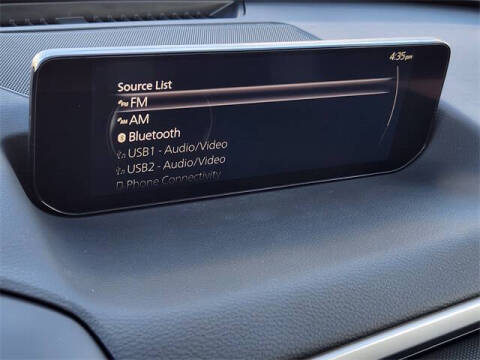 4:35pm
Source List
FM
AM
Bluetooth
USB1 - Audio/Video
USB2 - Audio/Video
Phone Connectivity